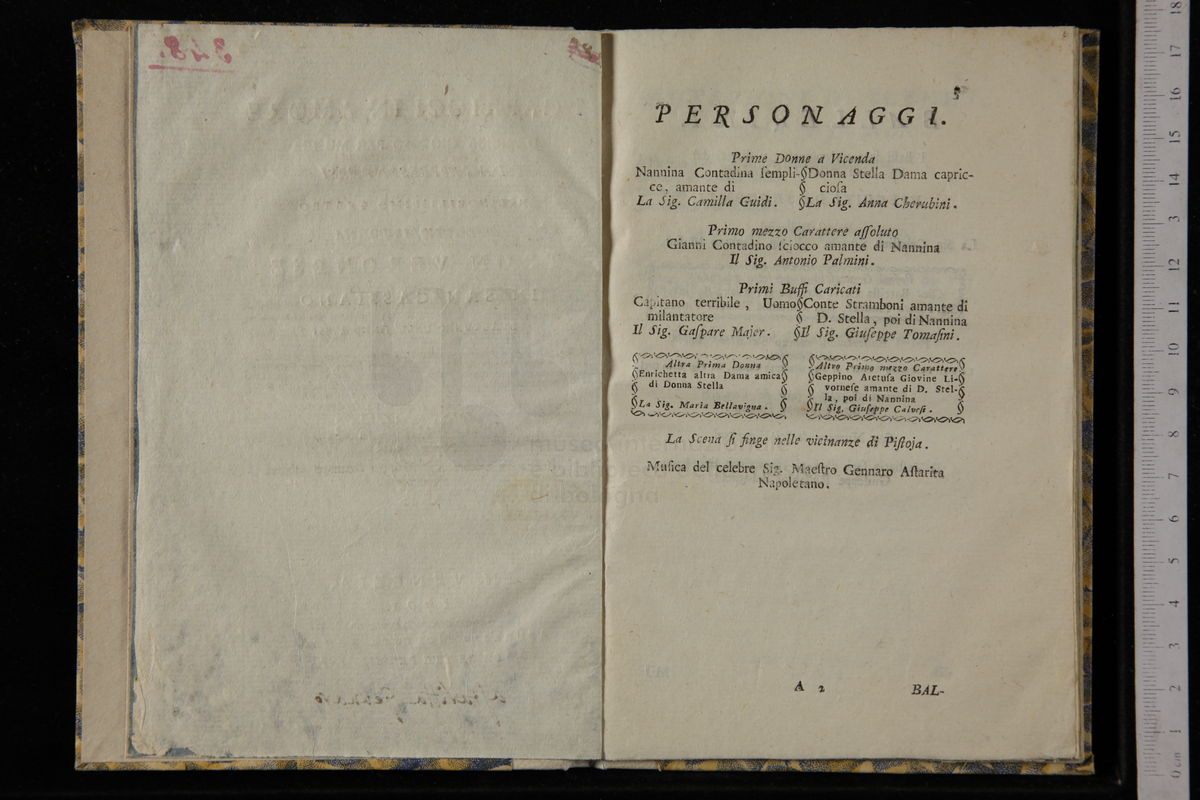 3
PERSONAGGI.
Prime Donne a Vicenda
Nannina Contadina ſempli-
ce, amante di
La Sig. Camilla Guidi.
Donna Stella Dama capric-
cioſa
La Sig. Anna Cherubini.
Primo mezzo Carattere aſſoluto
Gianni Contadino ſciocco amante di Nannina
Il Sig. Antonio Palmini.
Primi Buffi Caricati
Capitano terribile, Uomo
milantatore
Il Sig. Gaſpare Majer.
Conte Stramboni amante di
D. Stella, poi di Nannina
Il Sig. Giuſeppe Tomaſini.
Altra Prima Donna
Enrichetta altra Dama amica
di Donna Stella
La Sig. Maria Bellavigna.
Altro Primo mezzo Carattere
Geppino Aretuſa Giovine Li-
vorneſe amante di D. Stel-
la, poi di Nannina
Il Sig. Giuſeppe Calveſi.
La Scena ſi finge nelle vicinanze di Piſtoja.
Muſica del celebre Sig. Maeſtro Gennaro Aſtarita
Napoletano.
A 2
BAL-
348.